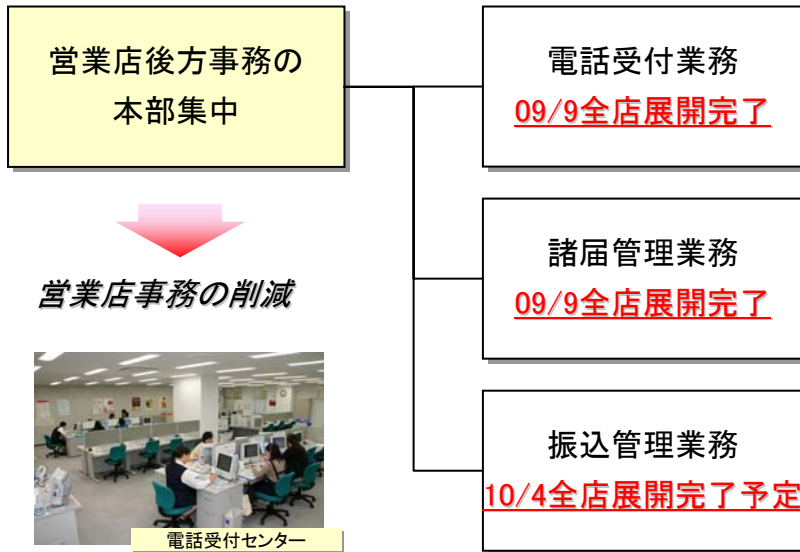 営業店後方事務の
本部集中
営業店事務の削減
電話受付センター
電話受付業務
09/9全店展開完了
諸届管理業務
09/9全店展開完了
振込管理業務
10/4全店展開完了予定